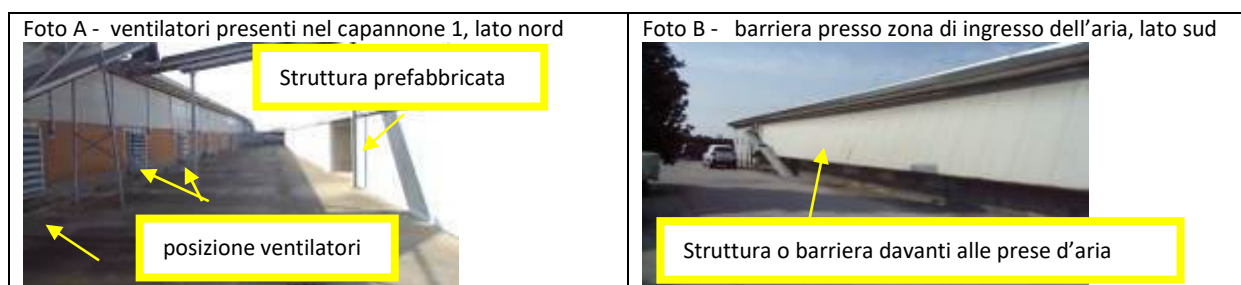 Foto A -  ventilatori presenti nel capannone 1, lato nord
Struttura prefabbricata
posizione ventilatori
Foto B -   barriera presso zona di ingresso dell’aria, lato sud
Struttura o barriera davanti alle prese d’aria